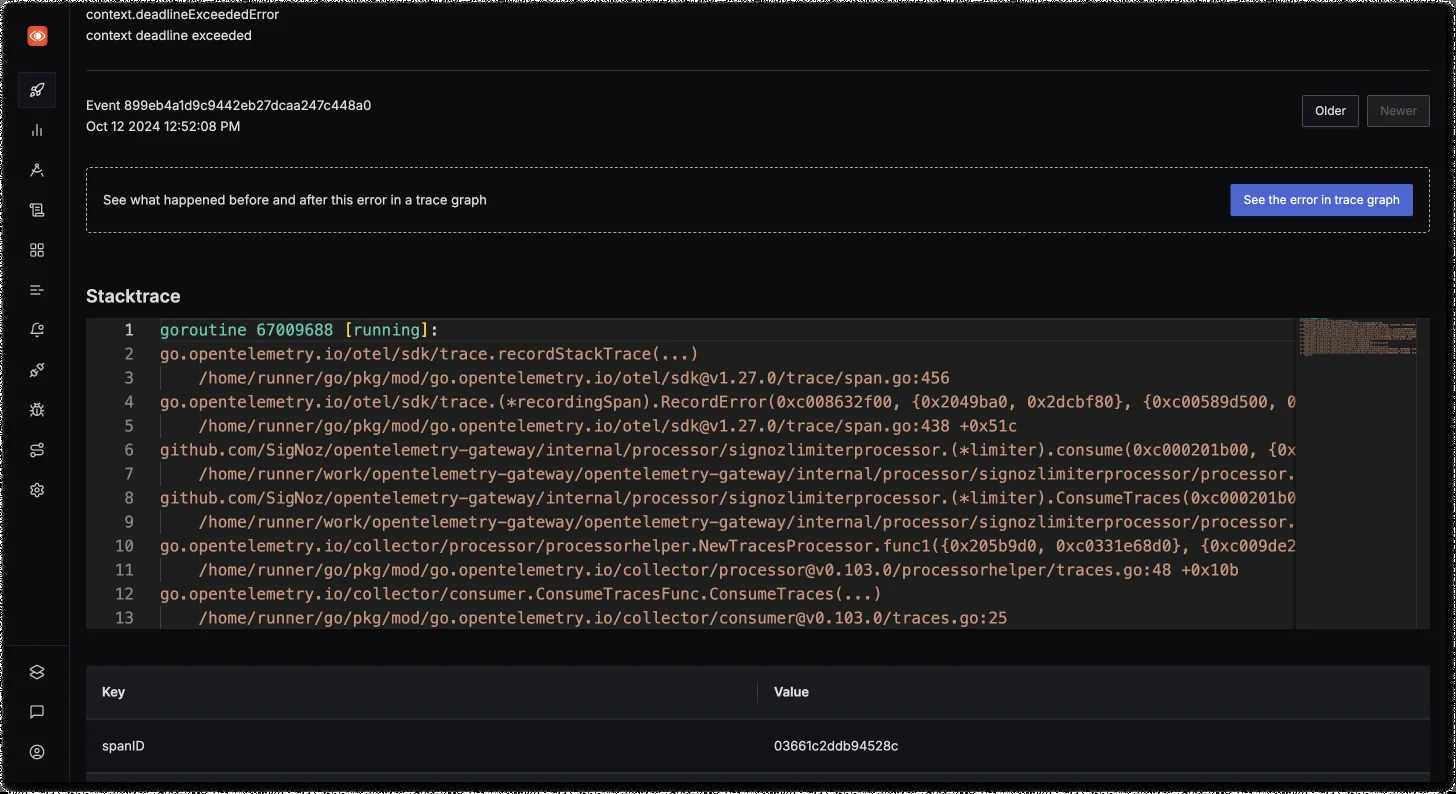 context.deadlineExceededError
context deadline exceeded
Event 899eb4a1d9c9442eb27dcaa247c448a0
Oct 12 2024 12:52:08 PM
Older
Newer
See what happened before and after this error in a trace graph
See the error in trace graph
Stacktrace
1 goroutine 67009688 [running]:
2 go.opentelemetry.io/otel/sdk/trace.recordStackTrace(...)
3 /home/runner/go/pkg/mod/go.opentelemetry.io/otel/sdk@v1.27.0/trace/span.go:456
4 go.opentelemetry.io/otel/sdk/trace.(*recordingSpan).RecordError(0xc008632f00, {0x2049ba0, 0x2dcbf80}, {0xc00589d500, 0
5 /home/runner/go/pkg/mod/go.opentelemetry.io/otel/sdk@v1.27.0/trace/span.go:438 +0x51c
6 github.com/SigNoz/opentelemetry-gateway/internal/processor/signozlimiterprocessor.(*limiter).consume(0xc000201b00, {0x
7 /home/runner/work/opentelemetry-gateway/opentelemetry-gateway/internal/processor/signozlimiterprocessor/processor.
8 github.com/SigNoz/opentelemetry-gateway/internal/processor/signozlimiterprocessor.(*limiter).ConsumeTraces(0xc000201b0
9 /home/runner/work/opentelemetry-gateway/opentelemetry-gateway/internal/processor/signozlimiterprocessor/processor.
10 go.opentelemetry.io/collector/processor/processorhelper.NewTracesProcessor.func1({0x205b9d0, 0xc0331e68d0}, {0xc009de2
11 /home/runner/go/pkg/mod/go.opentelemetry.io/collector/processor@v0.103.0/processorhelper/traces.go:48 +0x10b
12 go.opentelemetry.io/collector/consumer.ConsumeTracesFunc.ConsumeTraces(...)
13 /home/runner/go/pkg/mod/go.opentelemetry.io/collector/consumer@v0.103.0/traces.go:25
Key
Value
spanID
03661c2ddb94528c